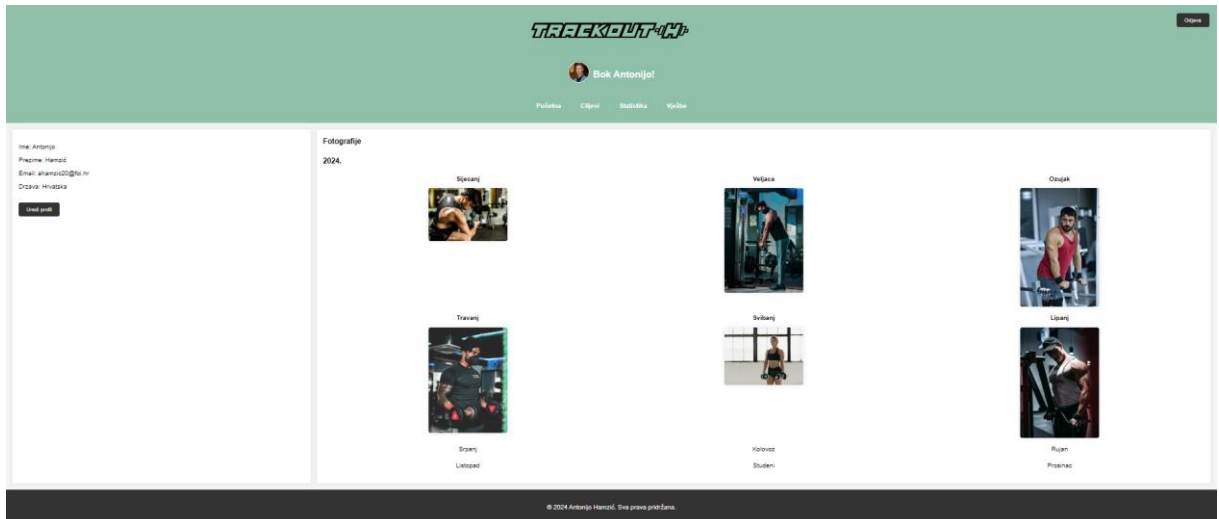 TRACKOUT-H
Odjava
Bok Antonijo!
Početna Ciljevi Statistika Vježbe
Ime: Antonijo
Prezime: Hamzić
Email: ahamzic20@foi.hr
Drzava: Hrvatska
Uredi profil
Fotografije
2024.
Sijecanj Veljaca Ozujak
Travanj Svibanj Lipanj
Srpanj Kolovoz Rujan
Listopad Studeni Prosinac
© 2024 Antonijo Hamzić. Sva prava pridržana.